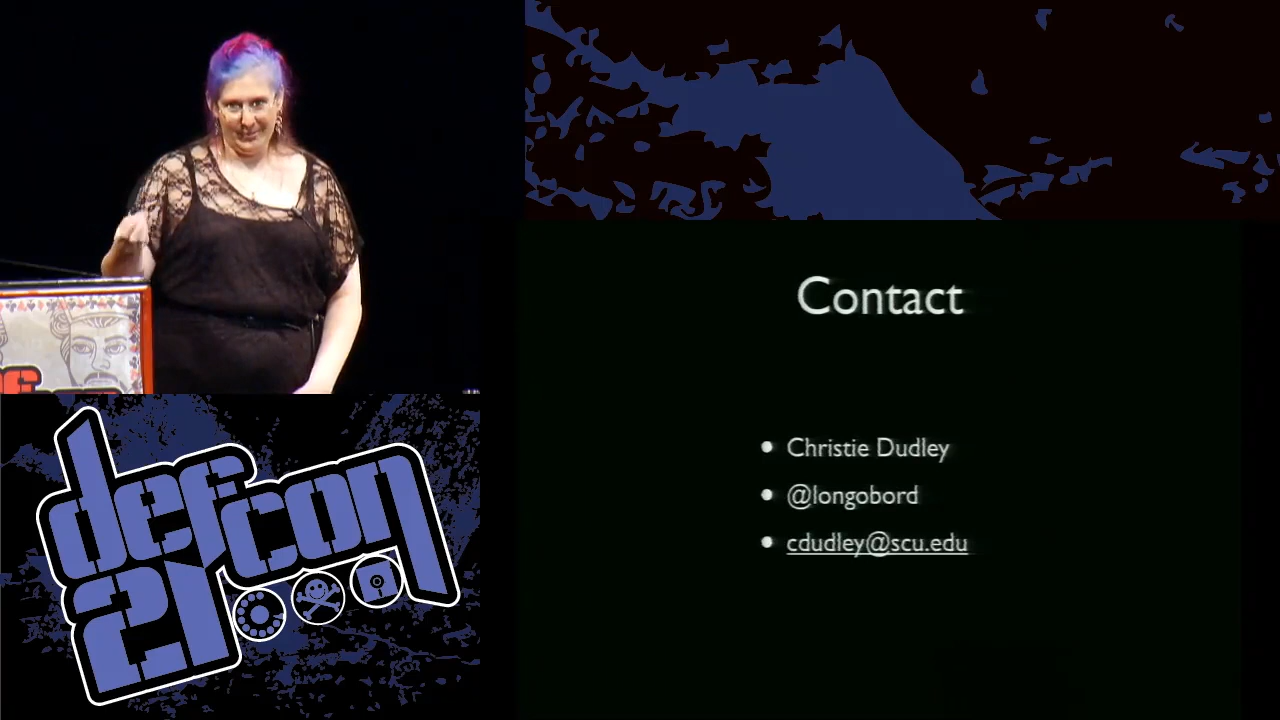 Contact
Christie Dudley
@longobord
cdudley@scu.edu
defcon
21